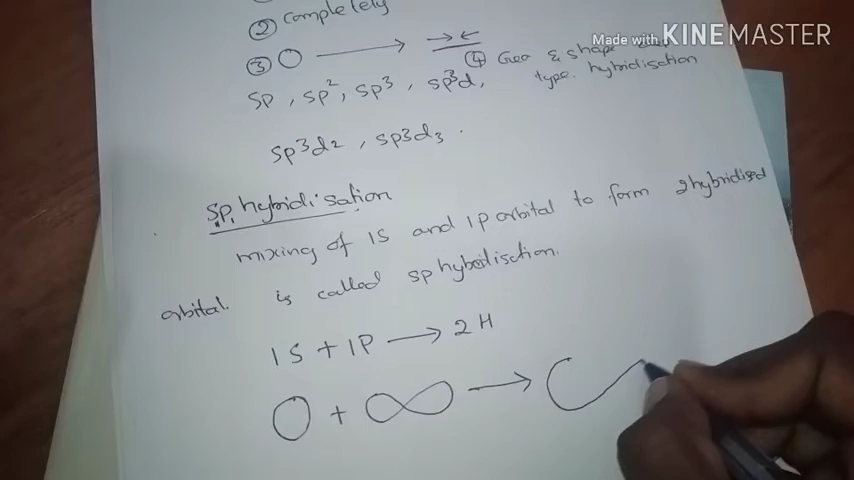 ② completely
Made with KINEMASTER
③ O → → ←
④ Geo & shape
type. hybridisation
sp, sp², sp³, sp³d,
sp³d2, sp3d3.
sp, hybridisation
mixing of 1S and 1P orbital to form 2hybridised
orbital. is called sp hybridisction.
1S + 1P → 2H
+ →